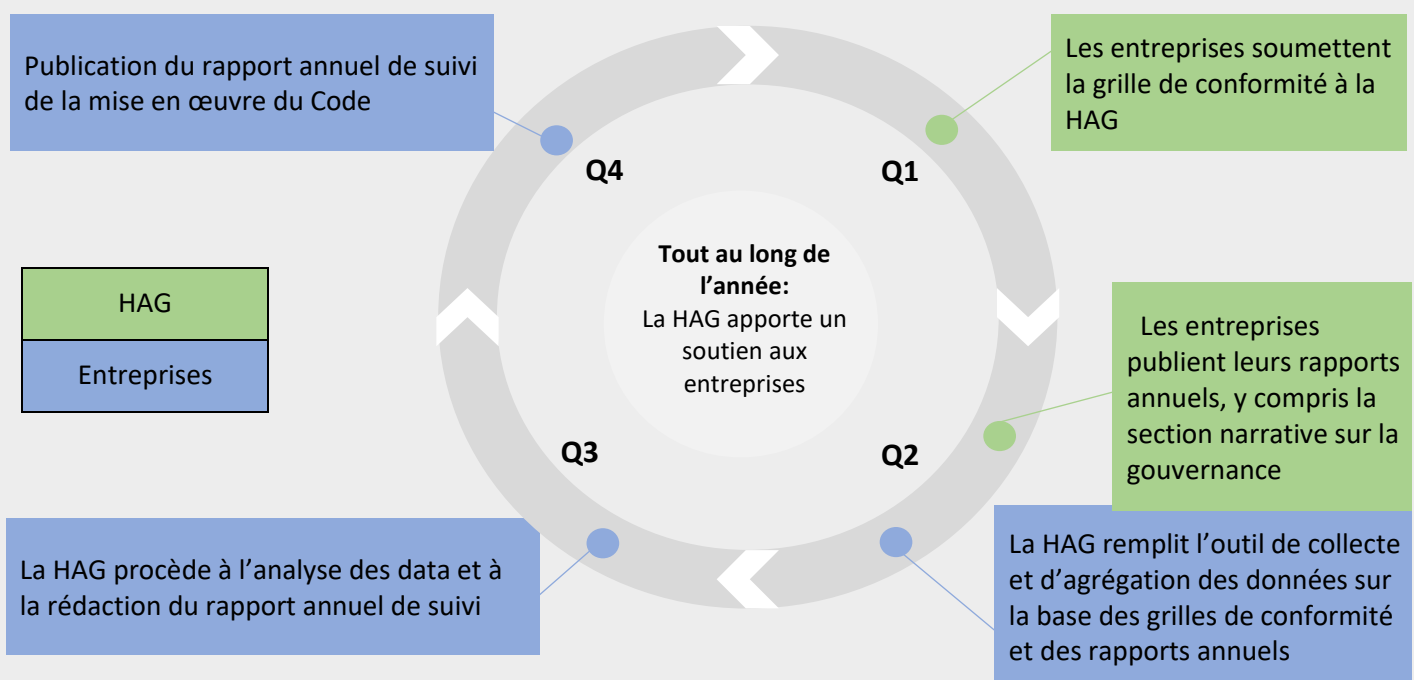 Publication du rapport annuel de suivi
de la mise en œuvre du Code
Q4
Les entreprises soumettent
la grille de conformité à la
HAG
Q1
Tout au long de
l’année:
La HAG apporte un
soutien aux
entreprises
HAG
Entreprises
Les entreprises
publient leurs rapports
annuels, y compris la
section narrative sur la
gouvernance
Q2
Q3
La HAG remplit l’outil de collecte
et d’agrégation des données sur
la base des grilles de conformité
et des rapports annuels
La HAG procède à l’analyse des data et à
la rédaction du rapport annuel de suivi